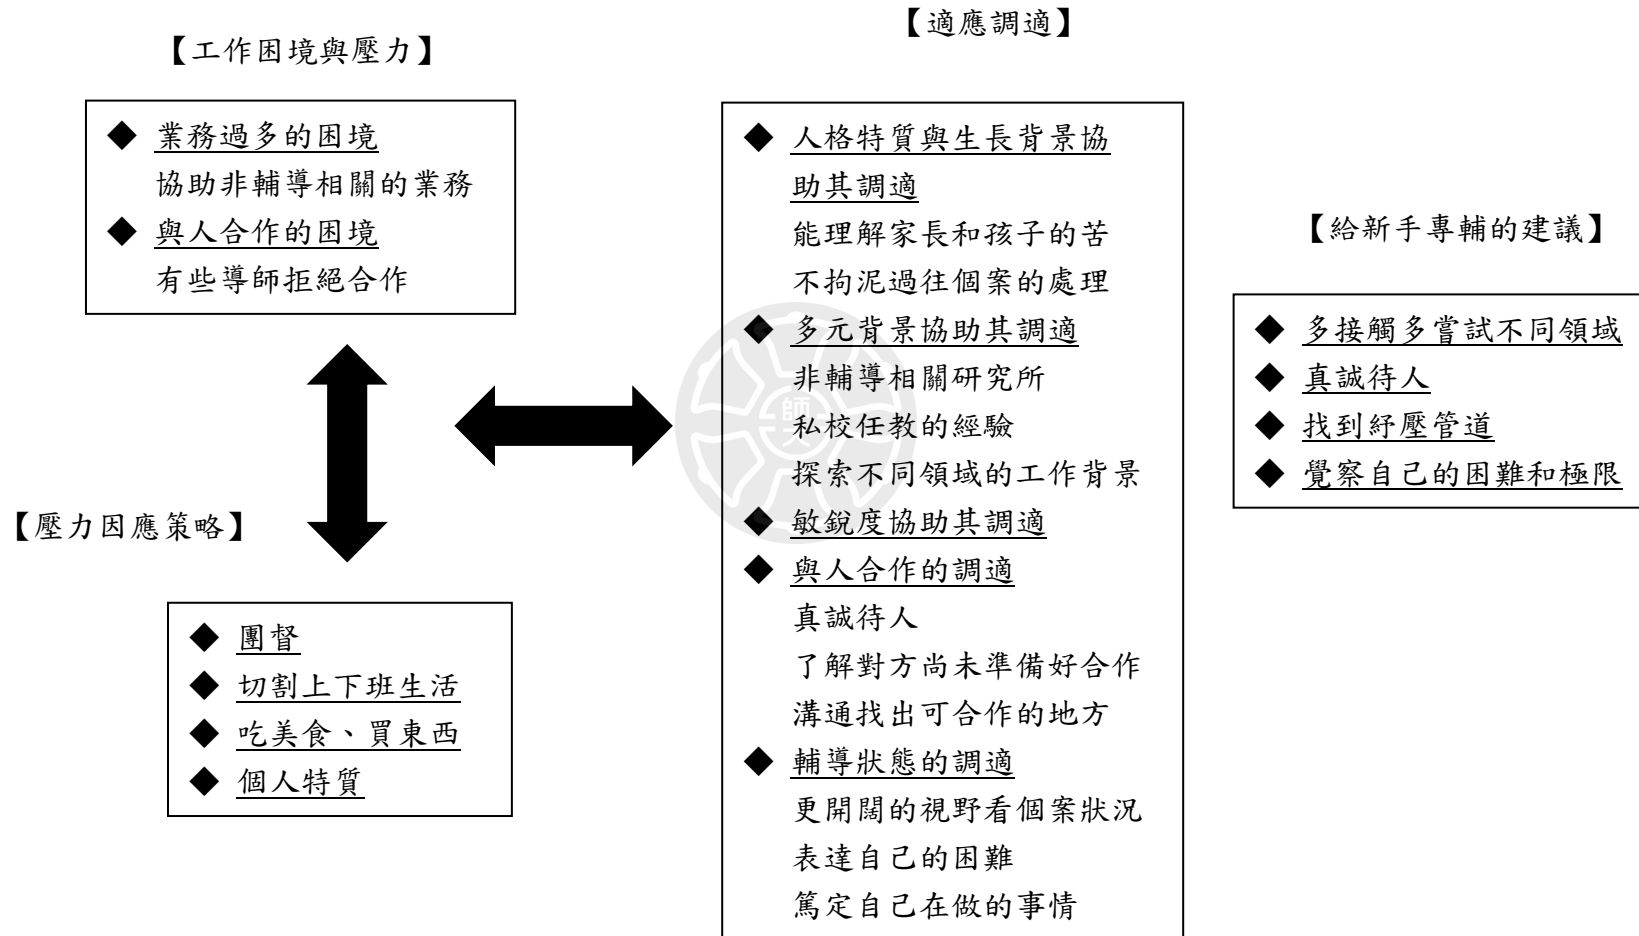 【工作困境與壓力】
◆ 業務過多的困境
協助非輔導相關的業務
◆ 與人合作的困境
有些導師拒絕合作
【壓力因應策略】
◆ 團督
◆ 切割上下班生活
◆ 吃美食、買東西
◆ 個人特質
【適應調適】
◆ 人格特質與生長背景協
助其調適
能理解家長和孩子的苦
不拘泥過往個案的處理
◆ 多元背景協助其調適
非輔導相關研究所
私校任教的經驗
探索不同領域的工作背景
◆ 敏銳度協助其調適
◆ 與人合作的調適
真誠待人
了解對方尚未準備好合作
溝通找出可合作的地方
◆ 輔導狀態的調適
更開闊的視野看個案狀況
表達自己的困難
篤定自己在做的事情
【給新手專輔的建議】
◆ 多接觸多嘗試不同領域
◆ 真誠待人
◆ 找到紓壓管道
◆ 覺察自己的困難和極限